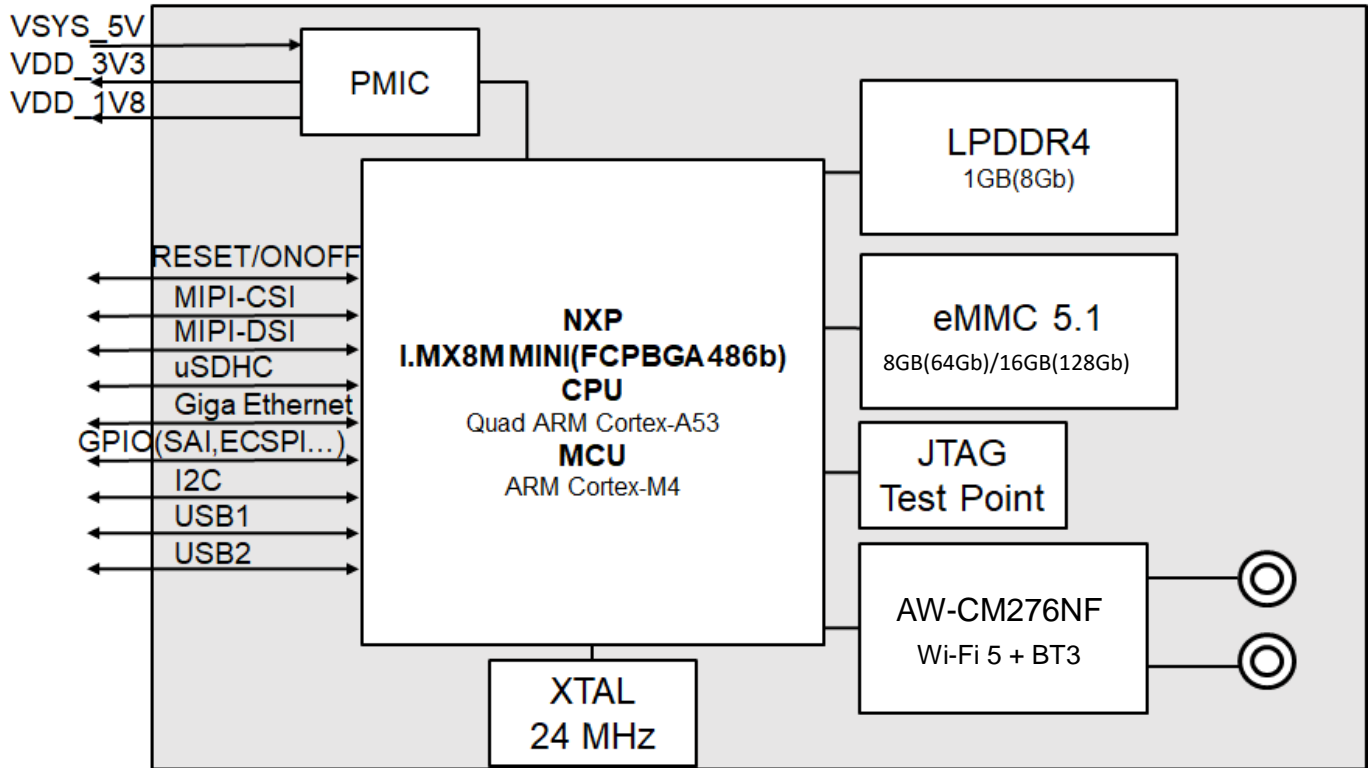 VSYS_5V
VDD_3V3
VDD_1V8
PMIC
LPDDR4
1GB(8Gb)
RESET/ONOFF
MIPI-CSI
MIPI-DSI
uSDHC
Giga Ethernet
GPIO(SAI,ECSPI...)
I2C
USB1
USB2
NXP
I.MX8M MINI(FCPBGA 486b)
CPU
Quad ARM Cortex-A53
MCU
ARM Cortex-M4
eMMC 5.1
8GB(64Gb)/16GB(128Gb)
JTAG
Test Point
AW-CM276NF
Wi-Fi 5 + BT3
XTAL
24 MHz